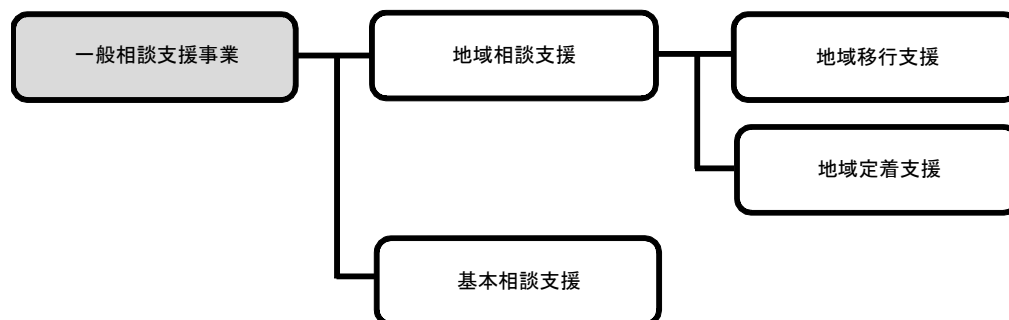 一般相談支援事業
地域相談支援
地域移行支援
地域定着支援
基本相談支援